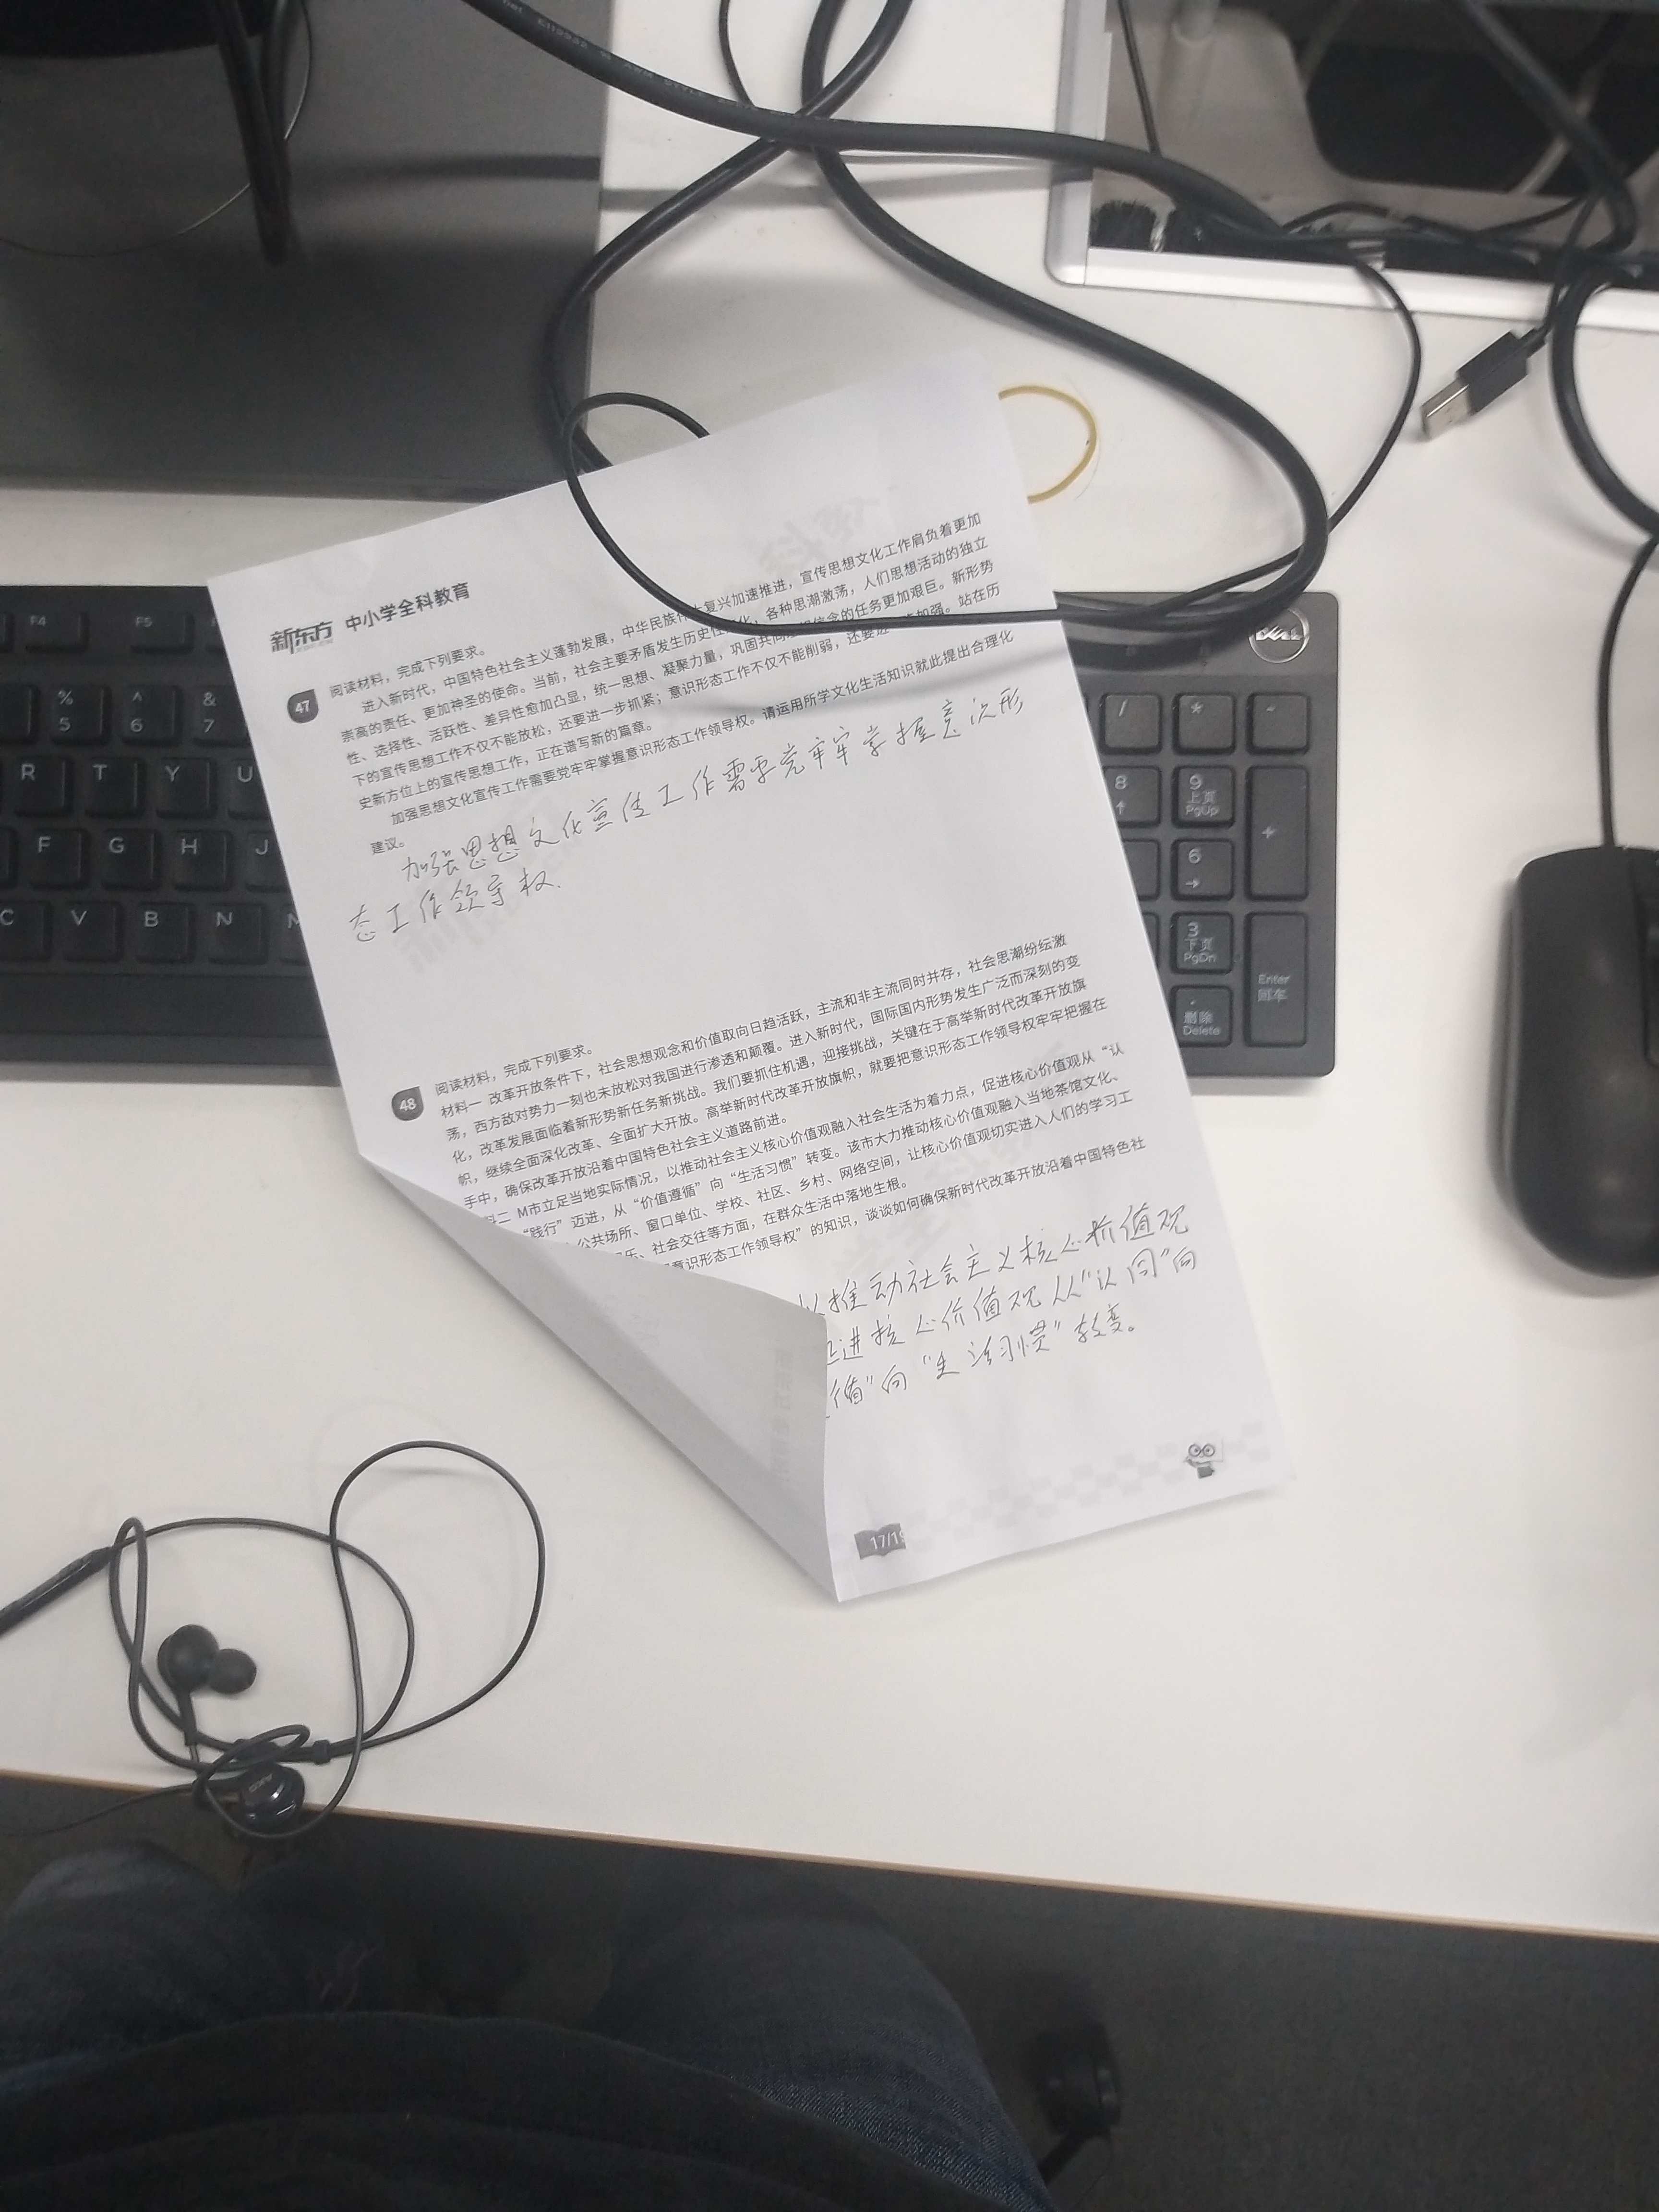 新东方 中小学全科教育
47
阅读材料，完成下列要求。
进入新时代，中国特色社会主义蓬勃发展，中华民族伟大复兴加速推进，宣传思想文化工作肩负着更加
崇高的责任、更加神圣的使命。当前，社会主要矛盾发生历史性变化，各种思潮激荡，人们思想活动的独立
性、选择性、活跃性、差异性愈加凸显，统一思想、凝聚力量，巩固共同理想信念的任务更加艰巨。新形势
下的宣传思想工作不仅不能放松，还要进一步抓紧；意识形态工作不仅不能削弱，还要进一步加强。站在历
史新方位上的宣传思想工作，正在谱写新的篇章。
加强思想文化宣传工作需要党牢牢掌握意识形态工作领导权。请运用所学文化生活知识就此提出合理化
建议。
加强思想文化宣传工作需要党牢牢掌握意识形
态工作领导权.
48
阅读材料，完成下列要求。
材料一 改革开放条件下，社会思想观念和价值取向日趋活跃，主流和非主流同时并存，社会思潮纷纭激
荡，西方敌对势力一刻也未放松对我国进行渗透和颠覆。进入新时代，国际国内形势发生广泛而深刻的变
化，改革发展面临着新形势新任务新挑战。我们要抓住机遇，迎接挑战，关键在于高举新时代改革开放旗
帜，继续全面深化改革、全面扩大开放。高举新时代改革开放旗帜，就要把意识形态工作领导权牢牢把握在
手中，确保改革开放沿着中国特色社会主义道路前进。
料二 M市立足当地实际情况，以推动社会主义核心价值观融入社会生活为着力点，促进核心价值观从“认
“践行”迈进，从“价值遵循”向“生活习惯”转变。该市大力推动核心价值观融入当地茶馆文化、
公共场所、窗口单位、学校、社区、乡村、网络空间，让核心价值观切实进入人们的学习工
乐、社会交往等方面，在群众生活中落地生根。
意识形态工作领导权”的知识，谈谈如何确保新时代改革开放沿着中国特色社
以推动社会主义核心价值观
进核心价值观从“认同”向
值”向“生活习惯”转变。
17/19
F4 F5
% 5 ^ 6 & 7
R T Y U
F G H J
C V B N M
DELL
/ * -
8 9 上页 PgUp +
6
3 下页 PgDn
. 删除 Delete Enter 回车
AKG